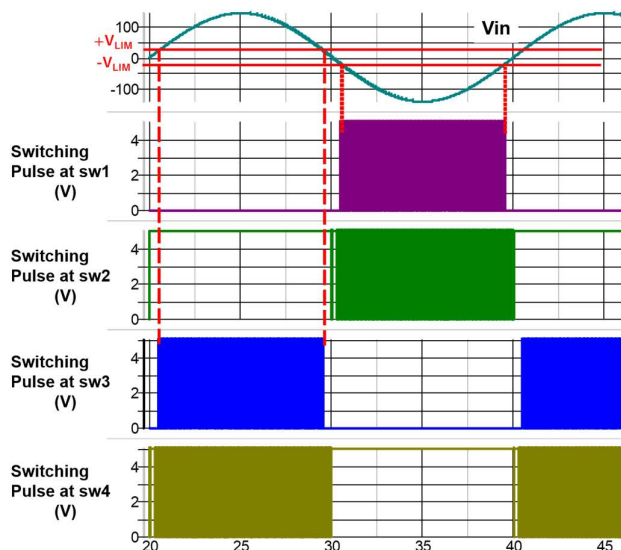 100
+VLIM
0
-VLIM
-100
Vin
Switching
Pulse at sw1
(V)
4
2
0
Switching
Pulse at sw2
(V)
4
2
0
Switching
Pulse at sw3
(V)
4
2
0
Switching
Pulse at sw4
(V)
4
2
0
20 25 30 35 40 45